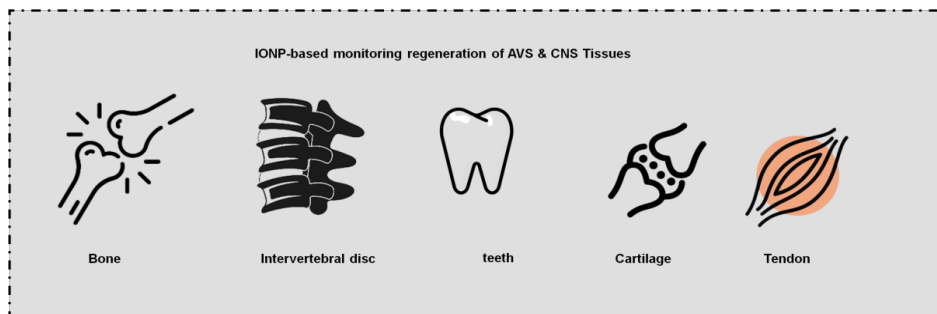 IONP-based monitoring regeneration of AVS & CNS Tissues
Bone
Intervertebral disc
teeth
Cartilage
Tendon